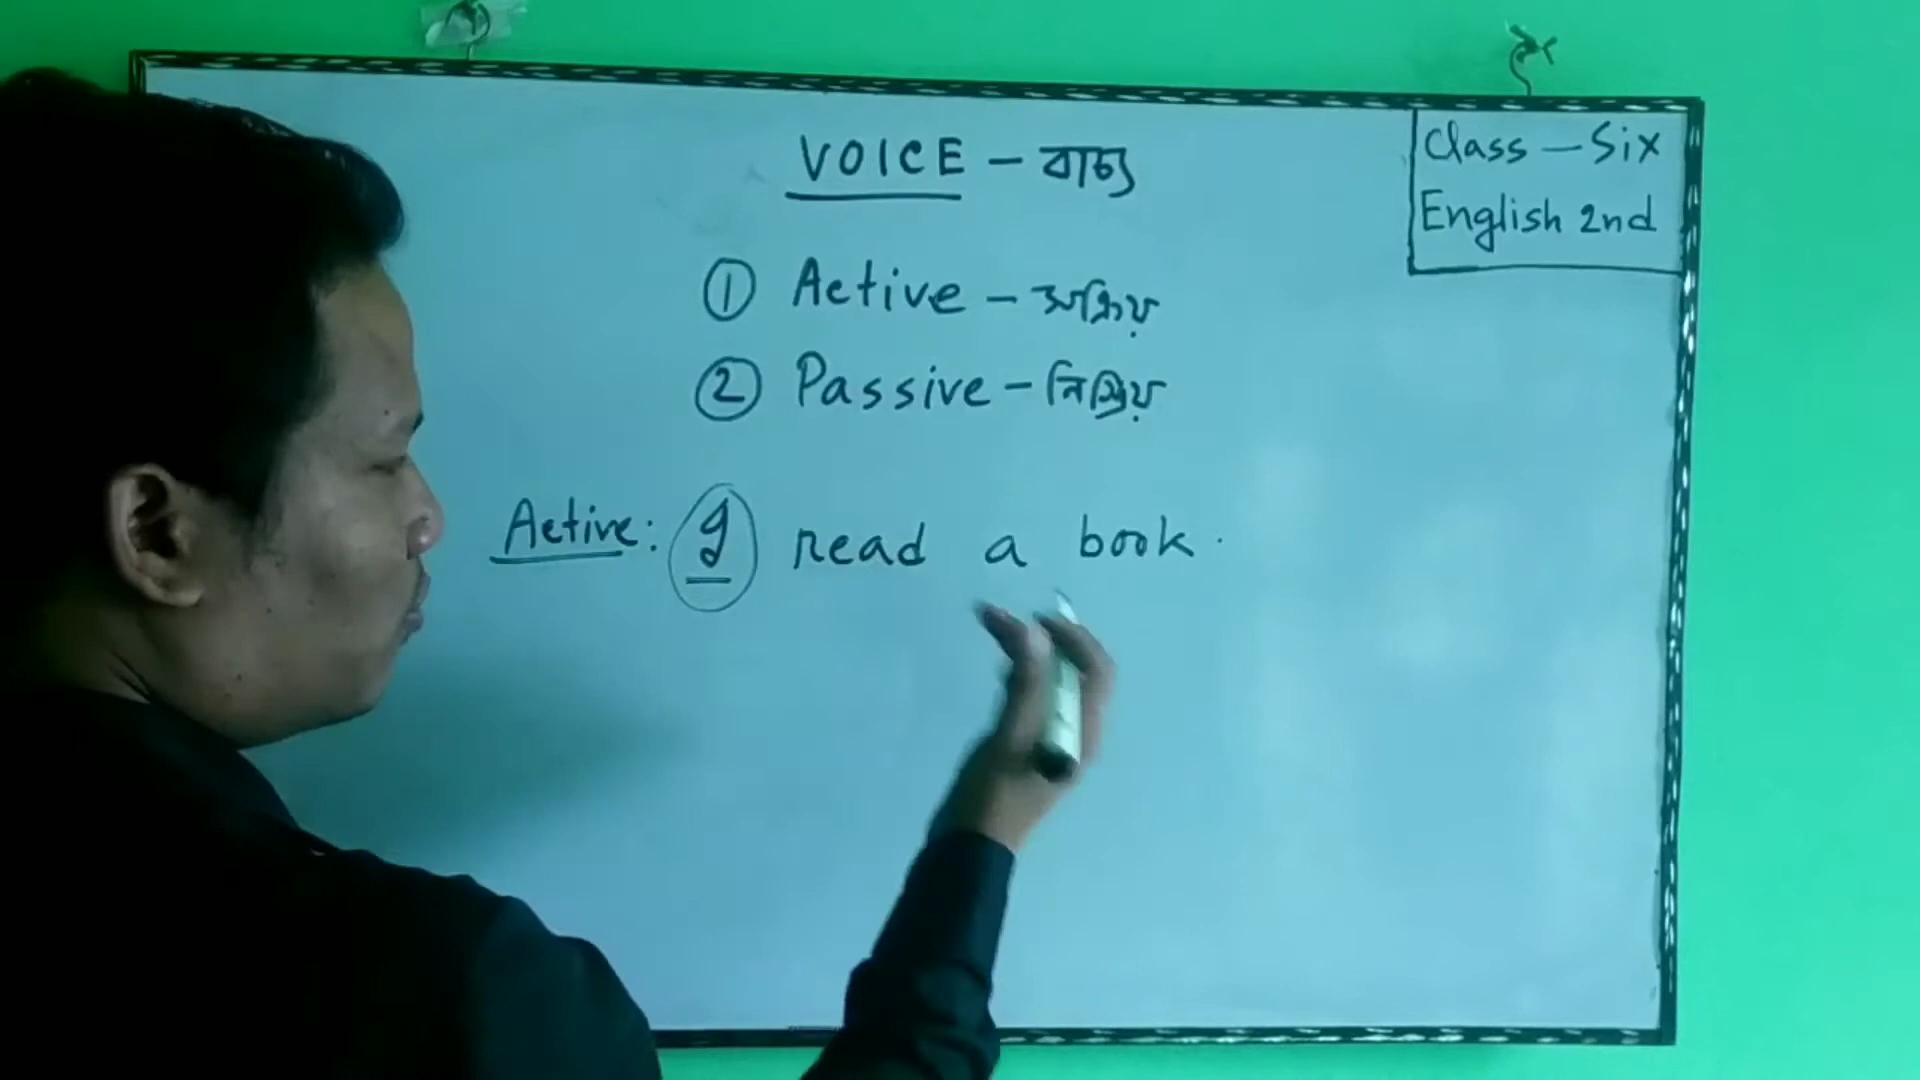 VOICE – বাচ্য
Class – Six
English 2nd
① Active – সক্রিয়
② Passive – নিষ্ক্রিয়
Active: I read a book.